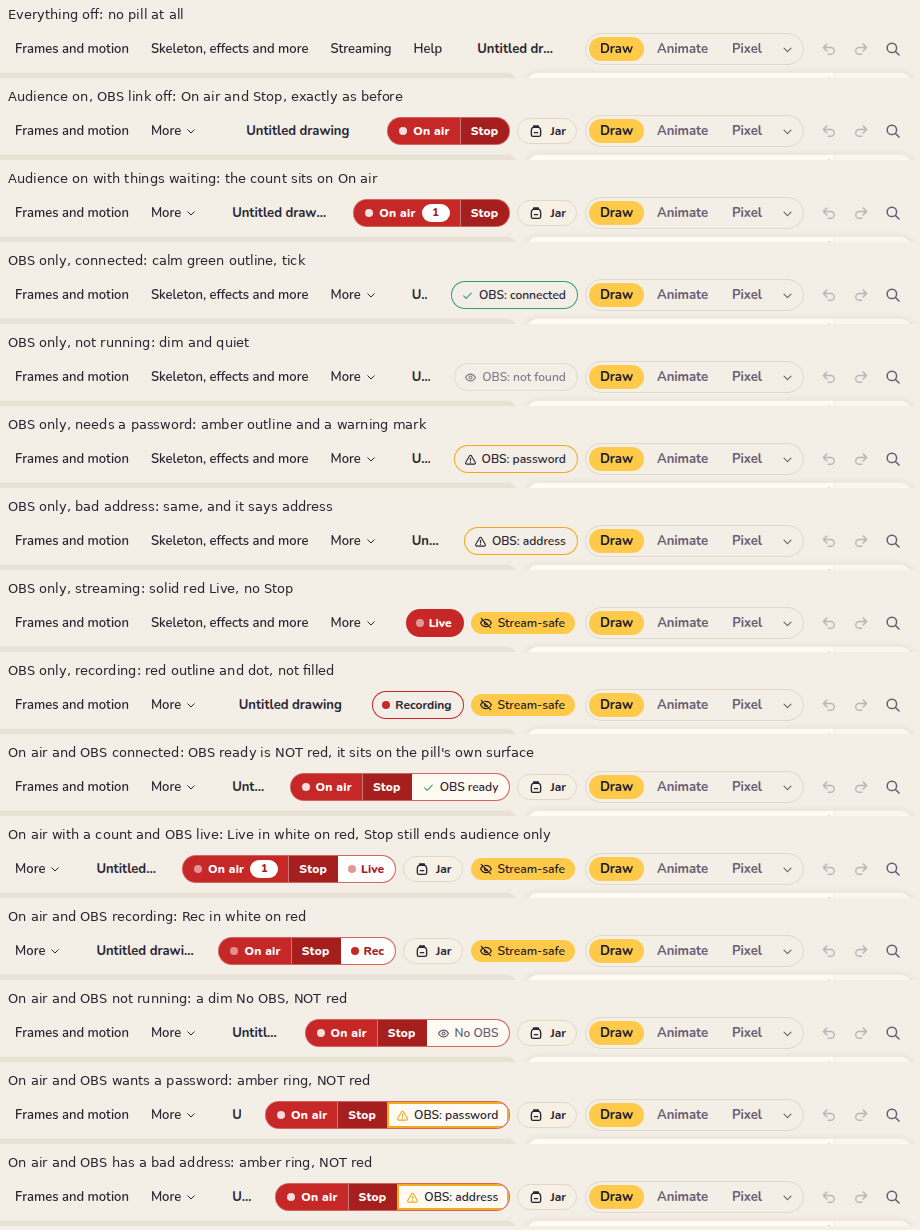 Everything off: no pill at all
Frames and motion Skeleton, effects and more Streaming Help Untitled dr... Draw Animate Pixel
Audience on, OBS link off: On air and Stop, exactly as before
Frames and motion More Untitled drawing On air Stop Jar Draw Animate Pixel
Audience on with things waiting: the count sits on On air
Frames and motion More Untitled draw... On air 1 Stop Jar Draw Animate Pixel
OBS only, connected: calm green outline, tick
Frames and motion Skeleton, effects and more More U.. OBS: connected Draw Animate Pixel
OBS only, not running: dim and quiet
Frames and motion Skeleton, effects and more More U... OBS: not found Draw Animate Pixel
OBS only, needs a password: amber outline and a warning mark
Frames and motion Skeleton, effects and more More U... OBS: password Draw Animate Pixel
OBS only, bad address: same, and it says address
Frames and motion Skeleton, effects and more More Un... OBS: address Draw Animate Pixel
OBS only, streaming: solid red Live, no Stop
Frames and motion Skeleton, effects and more More Live Stream-safe Draw Animate Pixel
OBS only, recording: red outline and dot, not filled
Frames and motion More Untitled drawing Recording Stream-safe Draw Animate Pixel
On air and OBS connected: OBS ready is NOT red, it sits on the pill's own surface
Frames and motion More Unt... On air Stop OBS ready Jar Draw Animate Pixel
On air with a count and OBS live: Live in white on red, Stop still ends audience only
More Untitled... On air 1 Stop Live Jar Stream-safe Draw Animate Pixel
On air and OBS recording: Rec in white on red
More Untitled drawi... On air Stop Rec Jar Stream-safe Draw Animate Pixel
On air and OBS not running: a dim No OBS, NOT red
Frames and motion More Untitl... On air Stop No OBS Jar Draw Animate Pixel
On air and OBS wants a password: amber ring, NOT red
Frames and motion More U On air Stop OBS: password Jar Draw Animate Pixel
On air and OBS has a bad address: amber ring, NOT red
Frames and motion More U... On air Stop OBS: address Jar Draw Animate Pixel